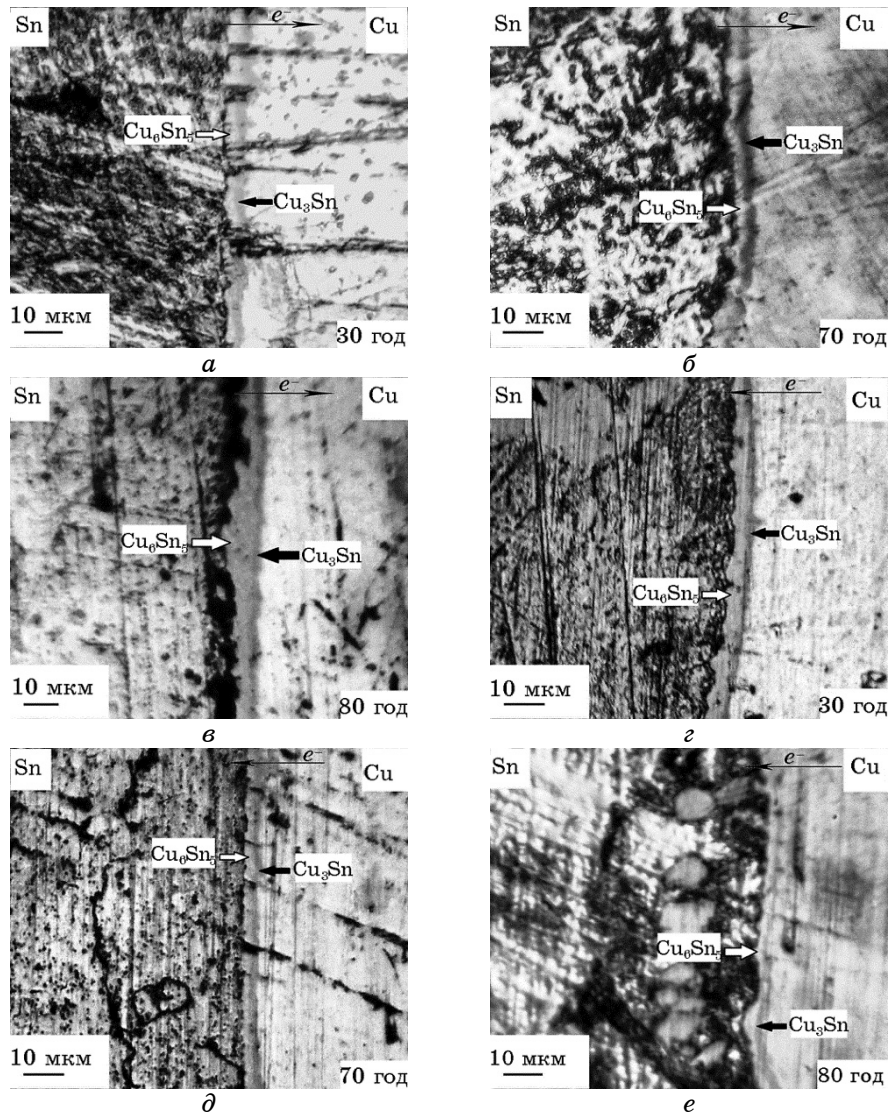 Sn e⁻ Cu
Cu₆Sn₅
Cu₃Sn
10 мкм 30 год
а
Sn e⁻ Cu
Cu₃Sn
Cu₆Sn₅
10 мкм 70 год
б
Sn e⁻ Cu
Cu₆Sn₅
Cu₃Sn
10 мкм 80 год
в
Sn e⁻ Cu
Cu₃Sn
Cu₆Sn₅
10 мкм 30 год
г
Sn e⁻ Cu
Cu₆Sn₅
Cu₃Sn
10 мкм 70 год
д
Sn e⁻ Cu
Cu₆Sn₅
Cu₃Sn
10 мкм 80 год
е